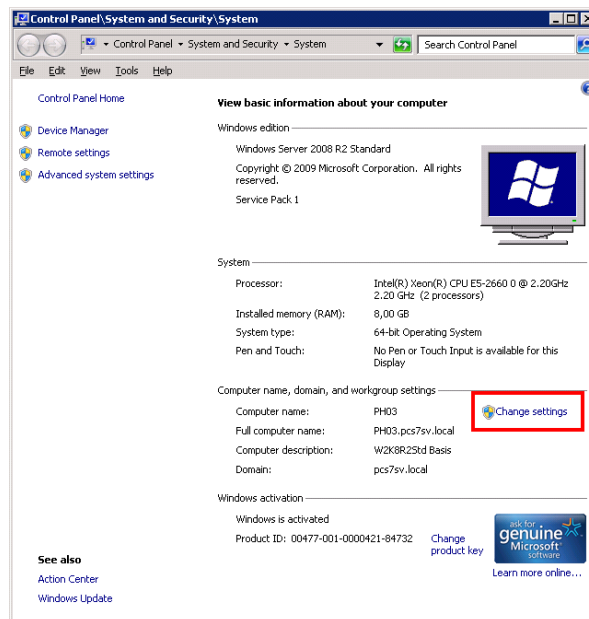 Control Panel\System and Security\System
Control Panel System and Security System Search Control Panel
File Edit View Tools Help
Control Panel Home
Device Manager
Remote settings
Advanced system settings
View basic information about your computer
Windows edition
Windows Server 2008 R2 Standard
Copyright © 2009 Microsoft Corporation. All rights
reserved.
Service Pack 1
System
Processor: Intel(R) Xeon(R) CPU E5-2660 0 @ 2.20GHz
2.20 GHz (2 processors)
Installed memory (RAM): 8,00 GB
System type: 64-bit Operating System
Pen and Touch: No Pen or Touch Input is available for this
Display
Computer name, domain, and workgroup settings
Computer name: PH03 Change settings
Full computer name: PH03.pcs7sv.local
Computer description: W2K8R2Std Basis
Domain: pcs7sv.local
Windows activation
Windows is activated
Product ID: 00477-001-0000421-84732 Change
product key
ask for
genuine
Microsoft
software
Learn more online...
See also
Action Center
Windows Update